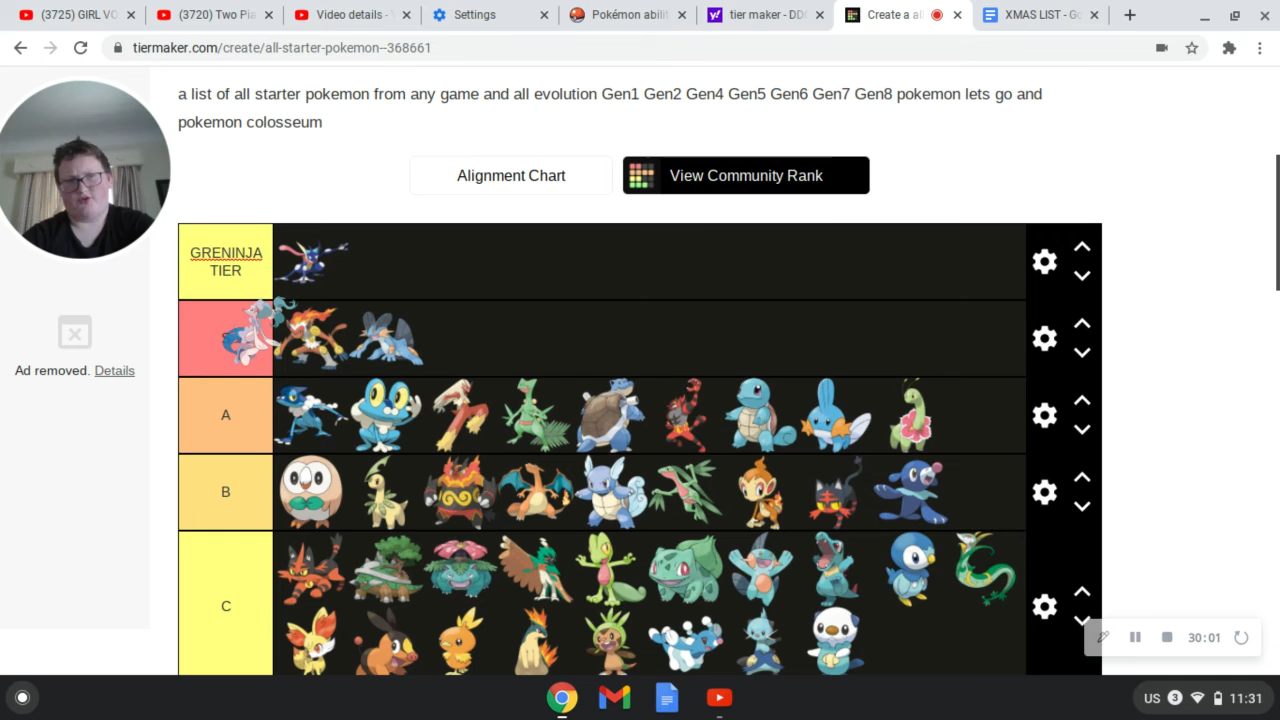 (3725) GIRL VO
(3720) Two Pia
Video details -
Settings
Pokémon abilit
tier maker - DDG
Create a al
XMAS LIST - Go
tiermaker.com/create/all-starter-pokemon--368661
a list of all starter pokemon from any game and all evolution Gen1 Gen2 Gen4 Gen5 Gen6 Gen7 Gen8 pokemon lets go and
pokemon colosseum
Alignment Chart
View Community Rank
GRENINJA
TIER
Ad removed. Details
A
B
C
30:01
US 3 11:31